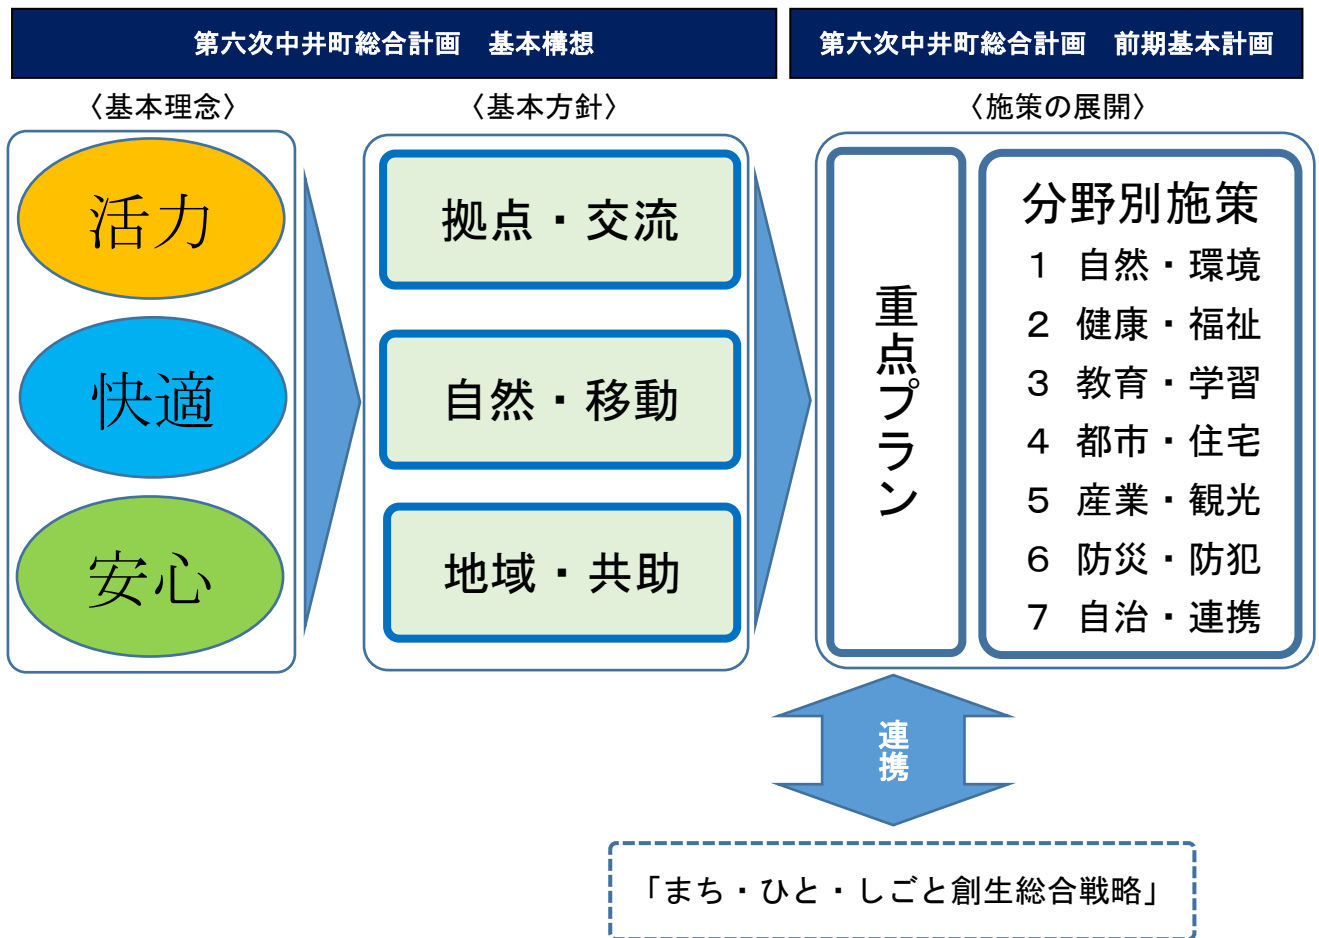 第六次中井町総合計画　基本構想
第六次中井町総合計画　前期基本計画
〈基本理念〉
〈基本方針〉
〈施策の展開〉
活力
快適
安心
拠点・交流
自然・移動
地域・共助
重点プラン
分野別施策
１　自然・環境
２　健康・福祉
３　教育・学習
４　都市・住宅
５　産業・観光
６　防災・防犯
７　自治・連携
連携
「まち・ひと・しごと創生総合戦略」